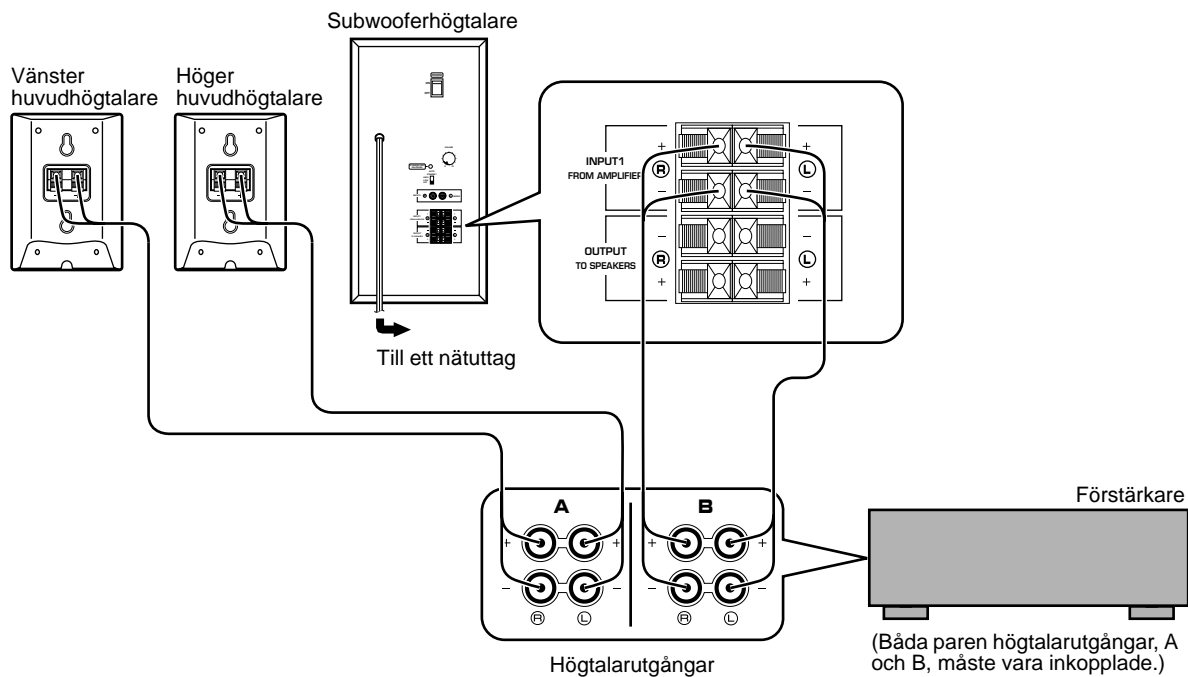 Subwooferhögtalare
Vänster
huvudhögtalare
Höger
huvudhögtalare
INPUT1
FROM AMPLIFIER
+
R
–
+
L
–
OUTPUT
TO SPEAKERS
–
R
+
–
L
+
Till ett nätuttag
A
B
+
+
+
+
–
–
–
–
R
L
R
L
Högtalarutgångar
Förstärkare
(Båda paren högtalarutgångar, A
och B, måste vara inkopplade.)